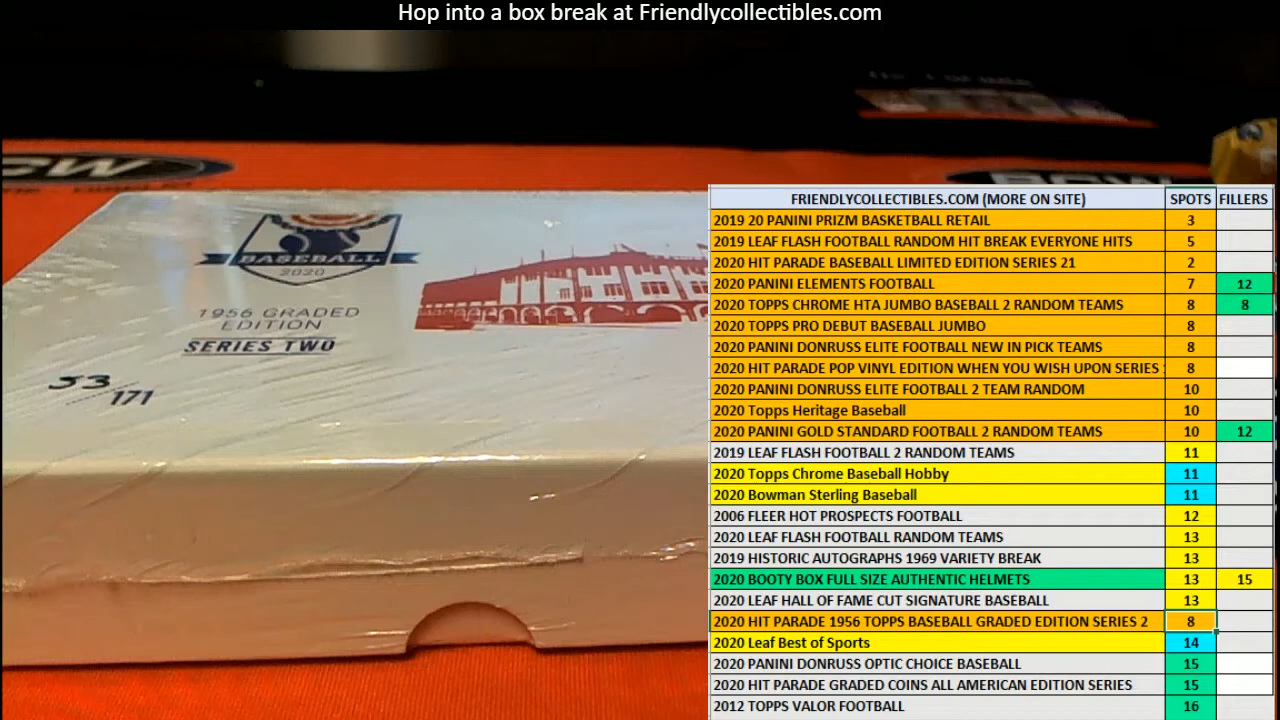 Hop into a box break at Friendlycollectibles.com
BASEBALL
2020
1956 GRADED
EDITION
SERIES TWO
53/171
FRIENDLYCOLLECTIBLES.COM (MORE ON SITE) SPOTS FILLERS
2019 20 PANINI PRIZM BASKETBALL RETAIL 3
2019 LEAF FLASH FOOTBALL RANDOM HIT BREAK EVERYONE HITS 5
2020 HIT PARADE BASEBALL LIMITED EDITION SERIES 21 2
2020 PANINI ELEMENTS FOOTBALL 7 12
2020 TOPPS CHROME HTA JUMBO BASEBALL 2 RANDOM TEAMS 8 8
2020 TOPPS PRO DEBUT BASEBALL JUMBO 8
2020 PANINI DONRUSS ELITE FOOTBALL NEW IN PICK TEAMS 8
2020 HIT PARADE POP VINYL EDITION WHEN YOU WISH UPON SERIES 8
2020 PANINI DONRUSS ELITE FOOTBALL 2 TEAM RANDOM 10
2020 Topps Heritage Baseball 10
2020 PANINI GOLD STANDARD FOOTBALL 2 RANDOM TEAMS 10 12
2019 LEAF FLASH FOOTBALL 2 RANDOM TEAMS 11
2020 Topps Chrome Baseball Hobby 11
2020 Bowman Sterling Baseball 11
2006 FLEER HOT PROSPECTS FOOTBALL 12
2020 LEAF FLASH FOOTBALL RANDOM TEAMS 13
2019 HISTORIC AUTOGRAPHS 1969 VARIETY BREAK 13
2020 BOOTY BOX FULL SIZE AUTHENTIC HELMETS 13 15
2020 LEAF HALL OF FAME CUT SIGNATURE BASEBALL 13
2020 HIT PARADE 1956 TOPPS BASEBALL GRADED EDITION SERIES 2 8
2020 Leaf Best of Sports 14
2020 PANINI DONRUSS OPTIC CHOICE BASEBALL 15
2020 HIT PARADE GRADED COINS ALL AMERICAN EDITION SERIES 15
2012 TOPPS VALOR FOOTBALL 16